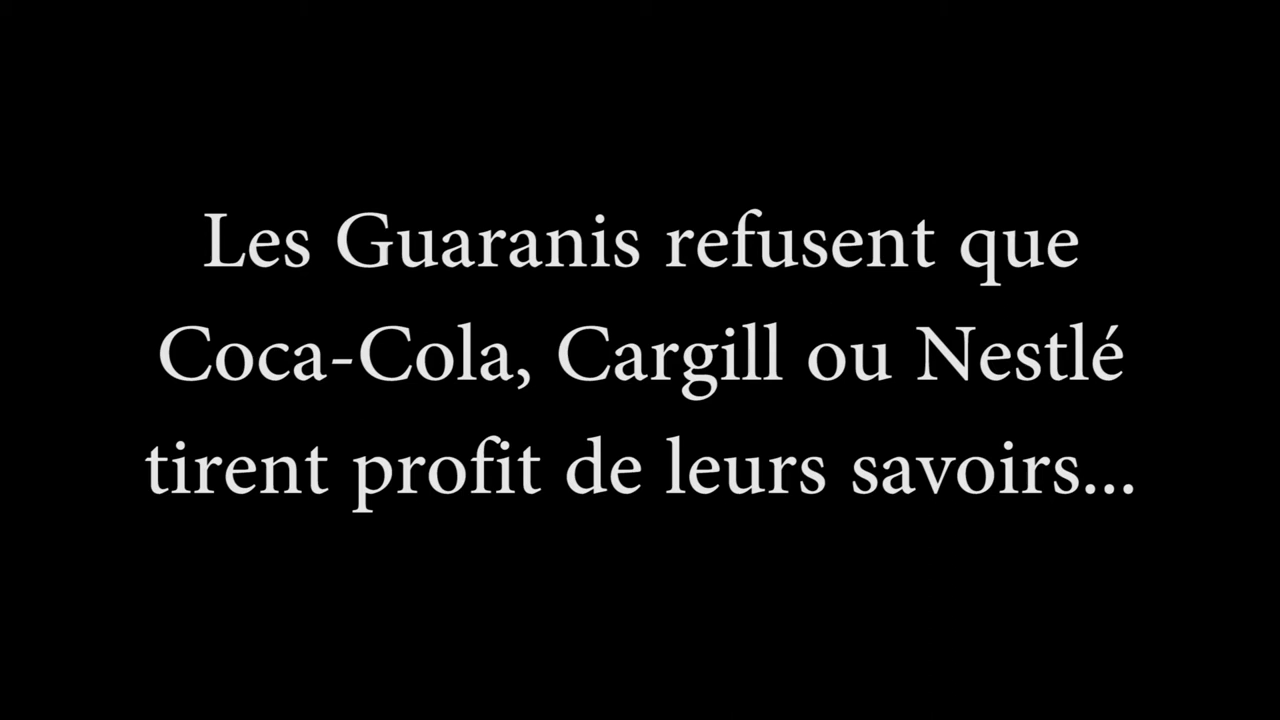 Les Guaranis refusent que
Coca-Cola, Cargill ou Nestlé
tirent profit de leurs savoirs...